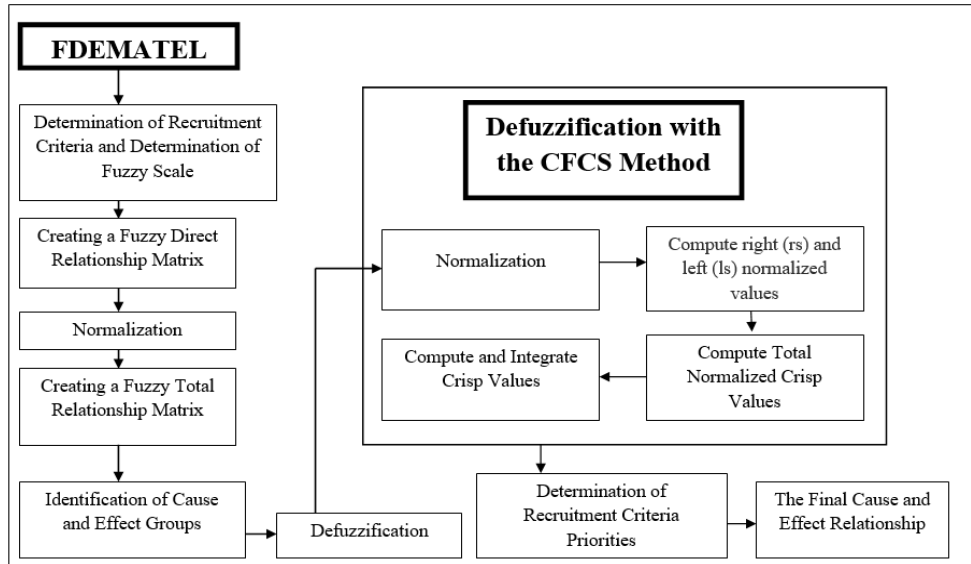 FDEMATEL
Determination of Recruitment
Criteria and Determination of
Fuzzy Scale
Creating a Fuzzy Direct
Relationship Matrix
Normalization
Creating a Fuzzy Total
Relationship Matrix
Identification of Cause
and Effect Groups
Defuzzification
Defuzzification with
the CFCS Method
Normalization
Compute right (rs) and
left (ls) normalized
values
Compute Total
Normalized Crisp
Values
Compute and Integrate
Crisp Values
Determination of
Recruitment Criteria
Priorities
The Final Cause and
Effect Relationship